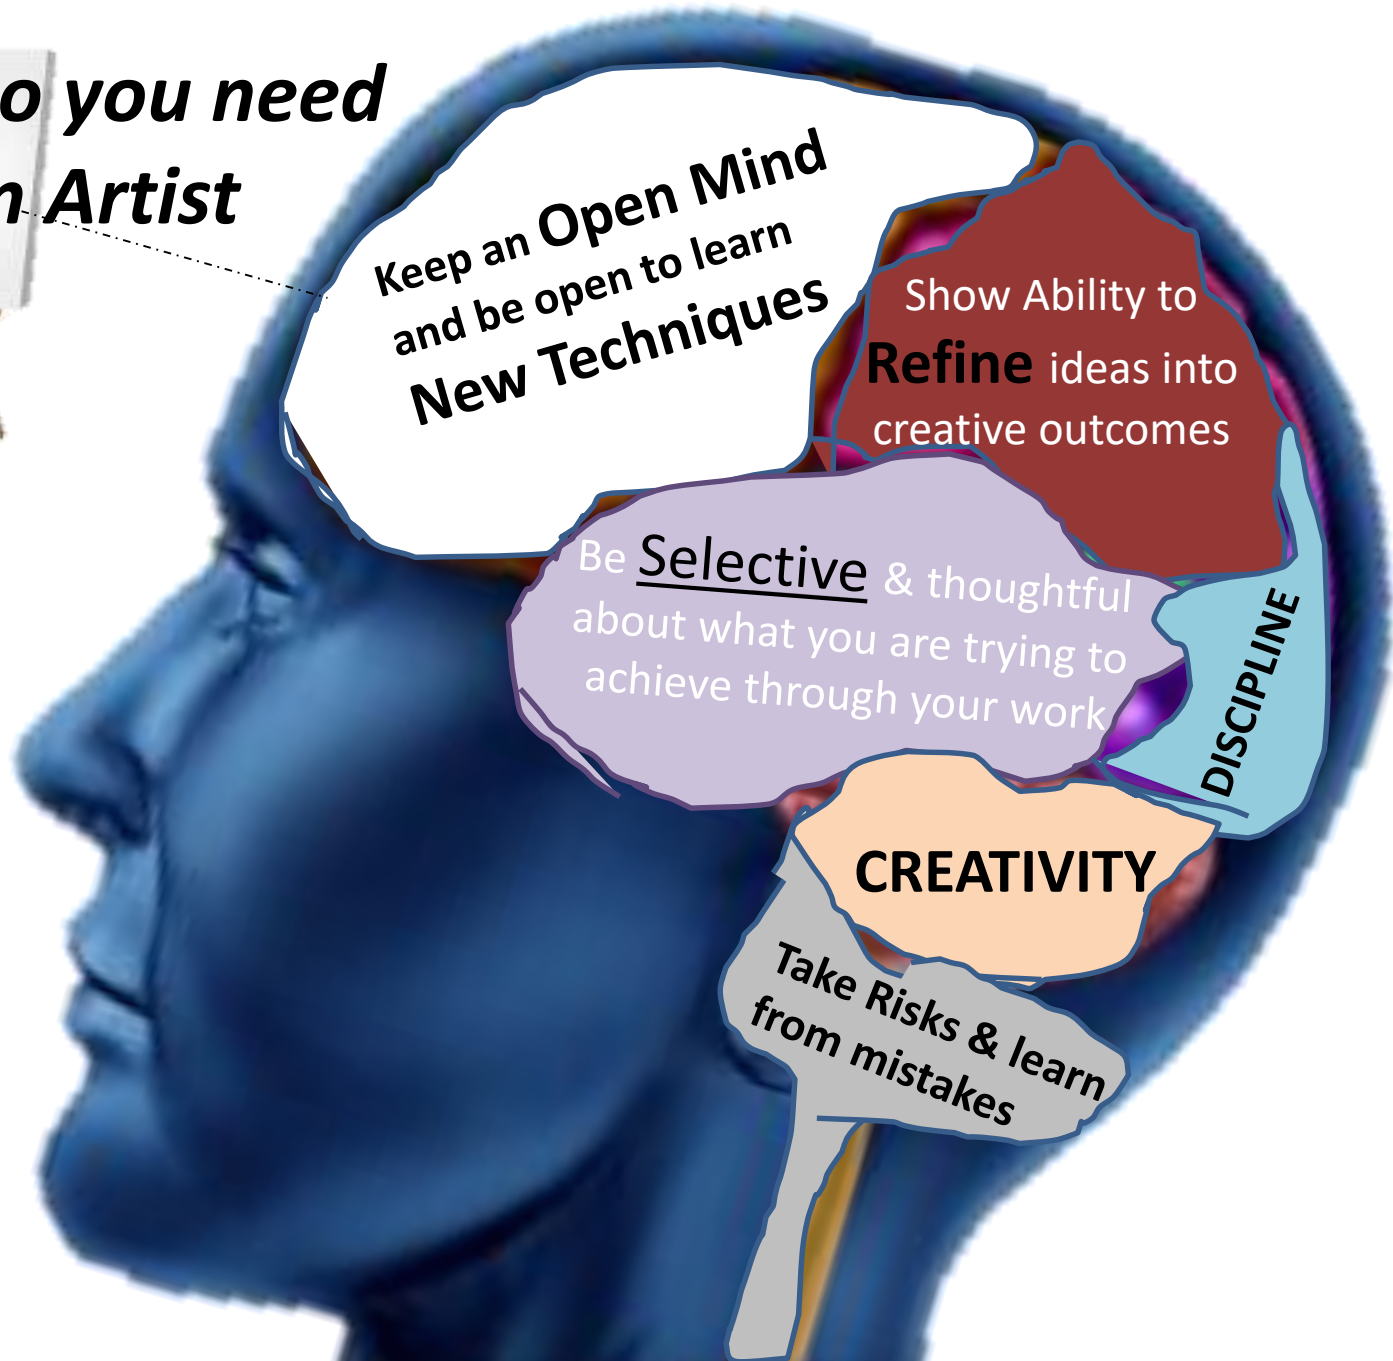 o you need
n Artist
Keep an Open Mind
and be open to learn
New Techniques
Show Ability to
Refine ideas into
creative outcomes
Be Selective & thoughtful
about what you are trying to
achieve through your work
DISCIPLINE
CREATIVITY
Take Risks & learn
from mistakes